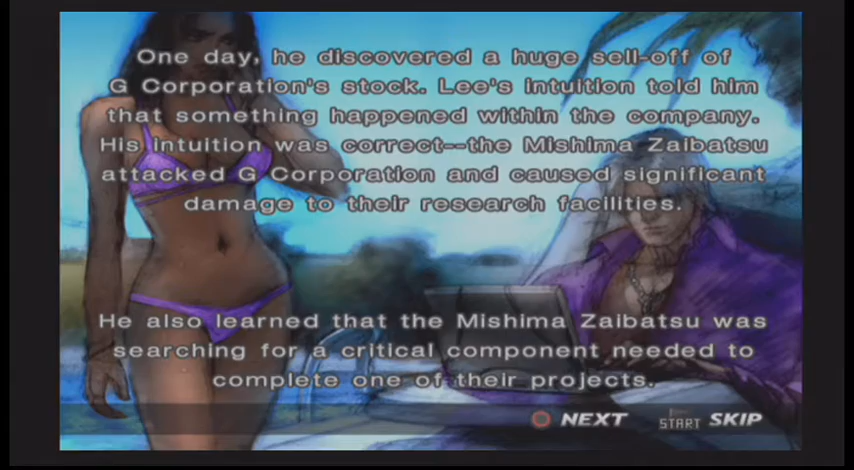 One day, he discovered a huge sell-off of
G Corporation's stock. Lee's intuition told him
that something happened within the company.
His intuition was correct--the Mishima Zaibatsu
attacked G Corporation and caused significant
damage to their research facilities.
He also learned that the Mishima Zaibatsu was
searching for a critical component needed to
complete one of their projects.
NEXT START SKIP